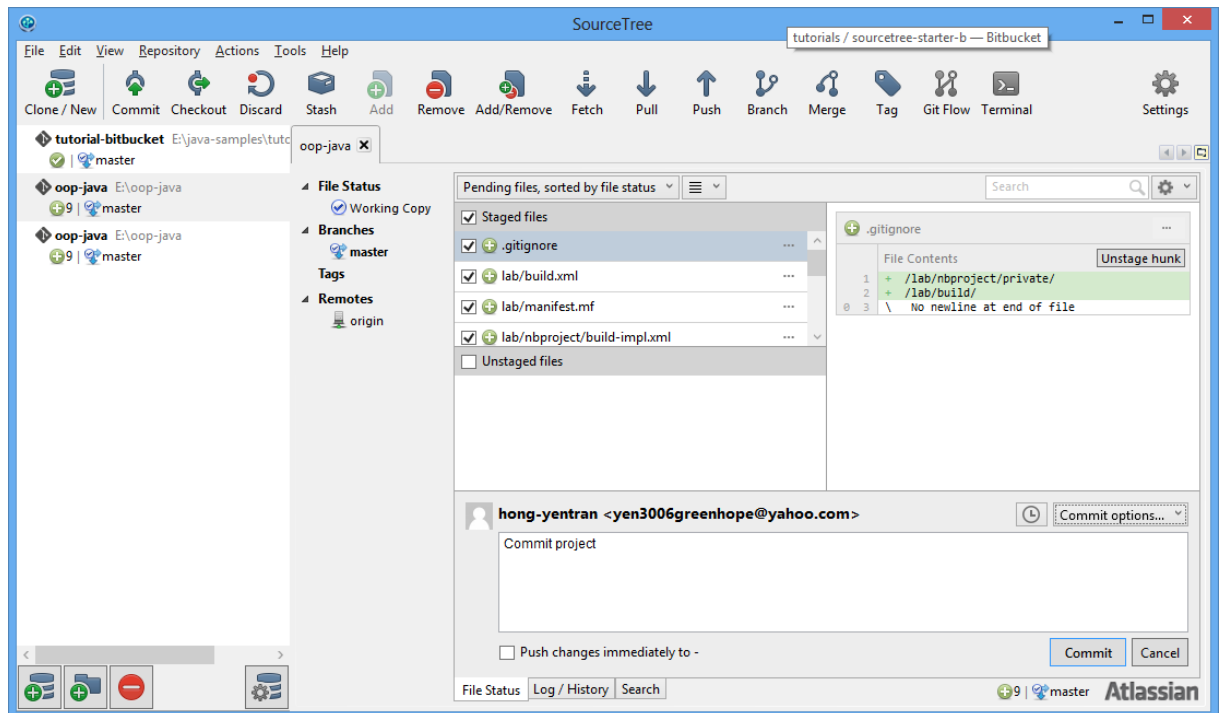 SourceTree
tutorials / sourcetree-starter-b — Bitbucket
File Edit View Repository Actions Tools Help
Clone / New Commit Checkout Discard Stash Add Remove Add/Remove Fetch Pull Push Branch Merge Tag Git Flow Terminal Settings
tutorial-bitbucket E:\java-samples\tutc
master
oop-java E:\oop-java
9 | master
oop-java E:\oop-java
9 | master
oop-java
File Status
Working Copy
Branches
master
Tags
Remotes
origin
Pending files, sorted by file status
Search
Staged files
.gitignore
lab/build.xml
lab/manifest.mf
lab/nbproject/build-impl.xml
Unstaged files
.gitignore
File Contents Unstage hunk
1 + /lab/nbproject/private/
2 + /lab/build/
0 3 \ No newline at end of file
hong-yentran <yen3006greenhope@yahoo.com>
Commit options...
Commit project
Push changes immediately to -
Commit Cancel
File Status Log / History Search
9 | master Atlassian